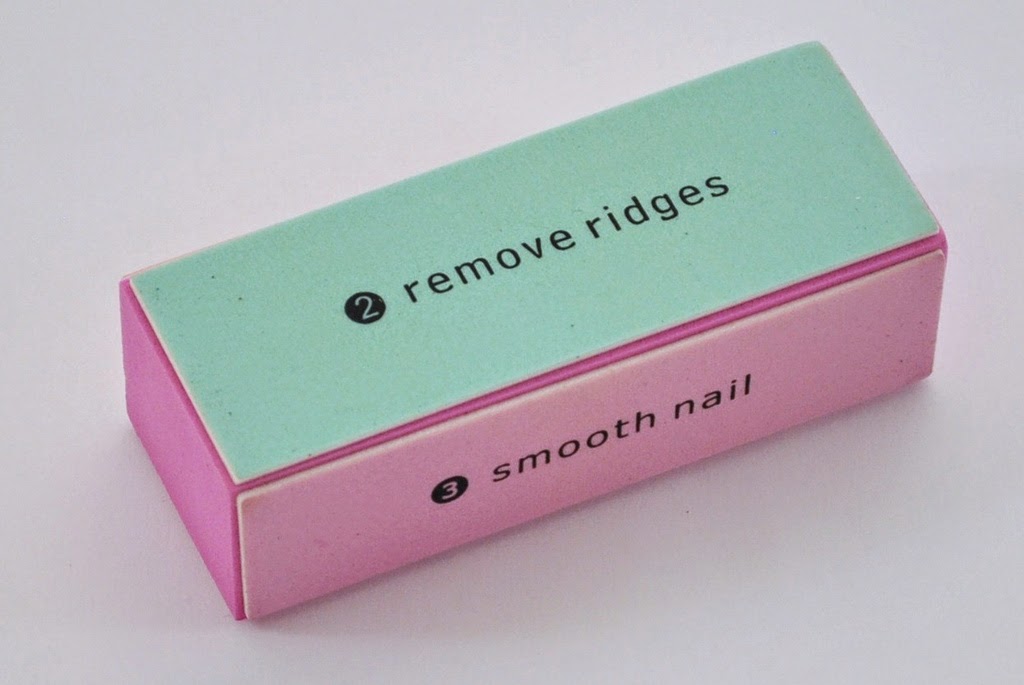 2 remove ridges
3 smooth nail